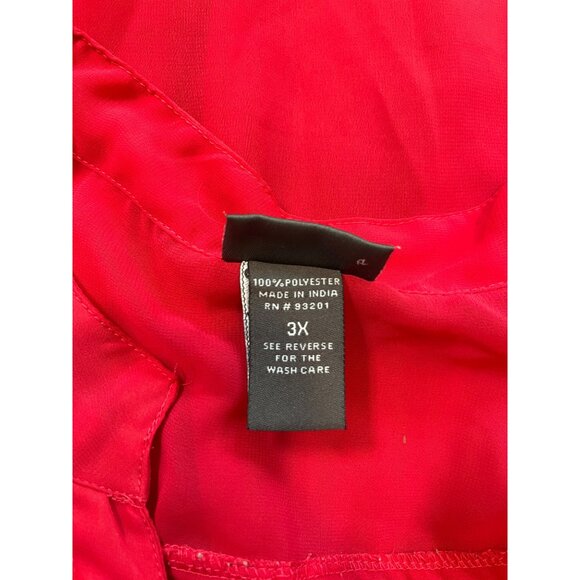 100% POLYESTER
MADE IN INDIA
RN # 93201
3X
SEE REVERSE
FOR THE
WASH CARE